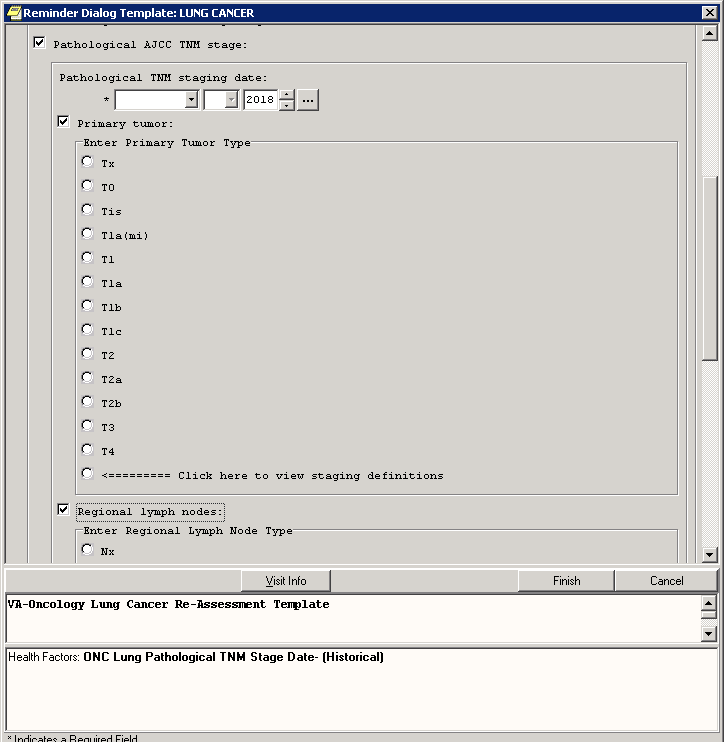 Reminder Dialog Template: LUNG CANCER
Pathological AJCC TNM stage:
Pathological TNM staging date:
* 2018 ...
Primary tumor:
Enter Primary Tumor Type
Tx
T0
Tis
T1a(mi)
T1
T1a
T1b
T1c
T2
T2a
T2b
T3
T4
<========= Click here to view staging definitions
Regional lymph nodes:
Enter Regional Lymph Node Type
Nx
Visit Info Finish Cancel
VA-Oncology Lung Cancer Re-Assessment Template
Health Factors: ONC Lung Pathological TNM Stage Date- (Historical)
* Indicates a Required Field